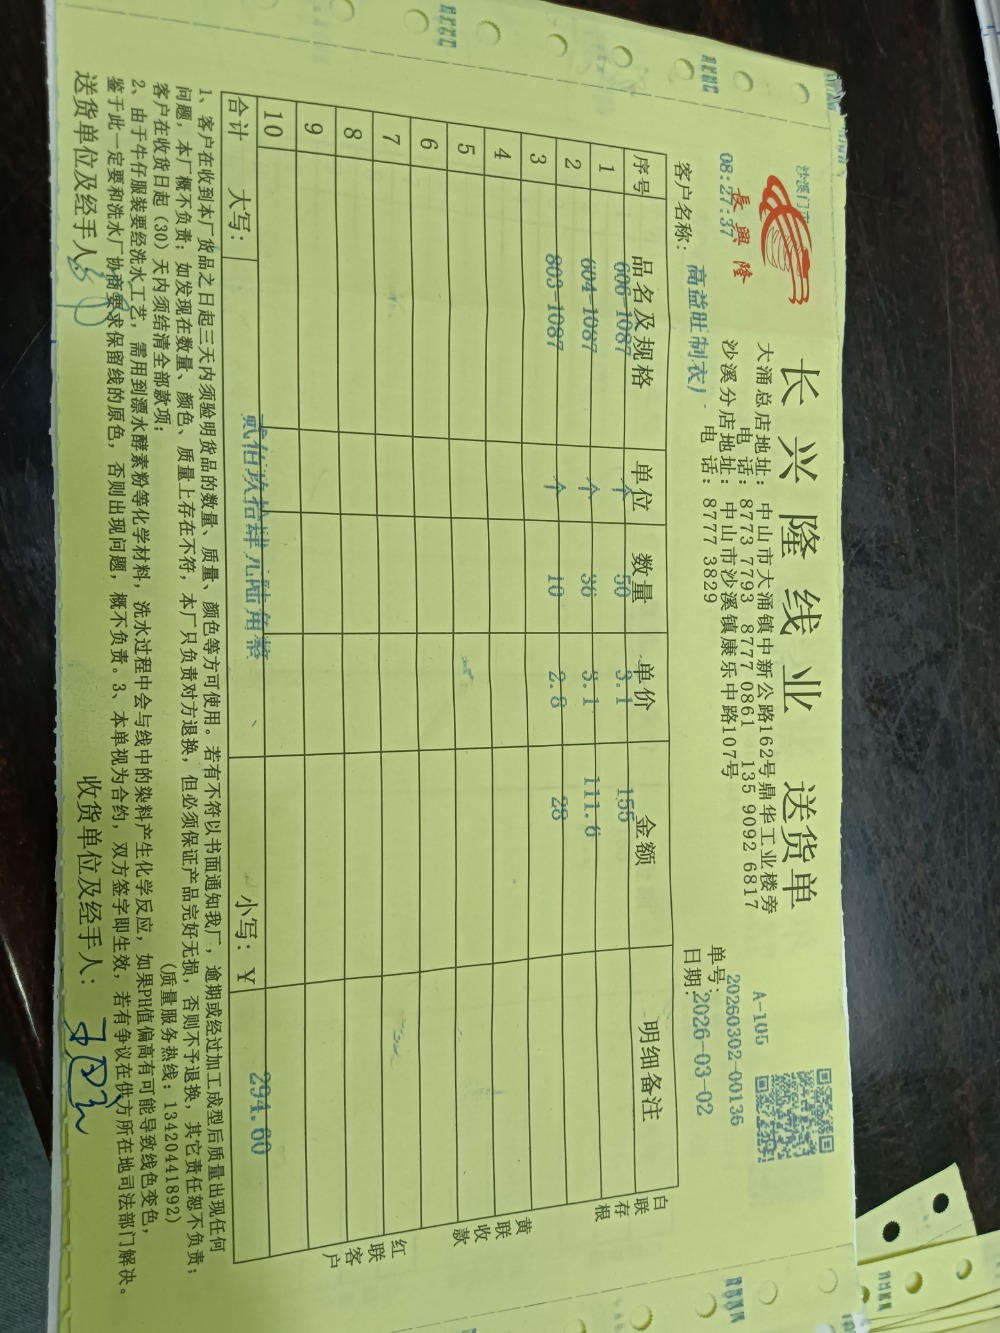 長興隆
08:27:37
长兴隆线业 送货单
大涌总店地址: 中山市大涌镇中新公路162号鼎华工业楼旁
电 话: 8773 7793 8777 0861 135 9092 6817
沙溪分店地址: 中山市沙溪镇康乐中路107号
电 话: 8777 3829
A-105
单号: 20260302-00136
日期: 2026-03-02
客户名称: 高益旺制衣)
序号 品名及规格 单位 数量 单价 金额 明细备注
1 606-1087 个 50 3.1 155
2 604-1087 个 36 3.1 111.6
3 803-1087 个 10 2.8 28
4
5
6
7
8
9
10
合计 大写: 贰佰玖拾肆元陆角整 小写: ¥ 294.60
白联存根
黄联收款
红联客户
1、客户在收到本厂货品之日起三天内须验明货品的数量、质量、颜色等方可使用。若有不符以书面通知我厂，逾期或经过加工成型后质量出现任何
问题，本厂概不负责；如发现在数量、颜色、质量上存在不符，本厂只负责对方退换，但必须保证产品完好无损，否则不予退换，其它责任恕不负责；
客户在收货日起（30）天内须结清全部款项； (质量服务热线: 13420441892)
2、由于牛仔服装要经洗水工艺，需用到漂水酵素粉等化学材料，洗水过程中会与线中的染料产生化学反应，如果PH值偏高有可能导致线色变色，
鉴于此一定要和洗水厂协商要求保留线的原色，否则出现问题，概不负责。3、本单视为合约，双方签字即生效，若有争议在供方所在地司法部门解决。
送货单位及经手人: 收货单位及经手人: